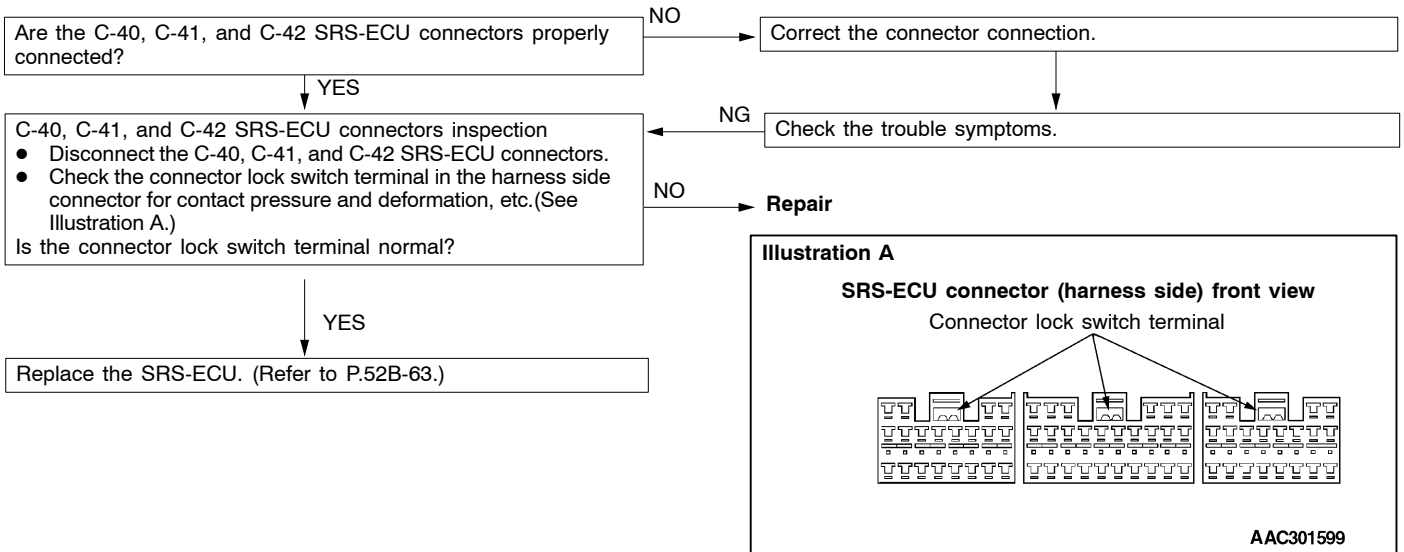 Are the C-40, C-41, and C-42 SRS-ECU connectors properly
connected?
NO
Correct the connector connection.
YES
NG
Check the trouble symptoms.
C-40, C-41, and C-42 SRS-ECU connectors inspection
● Disconnect the C-40, C-41, and C-42 SRS-ECU connectors.
● Check the connector lock switch terminal in the harness side
connector for contact pressure and deformation, etc.(See
Illustration A.)
Is the connector lock switch terminal normal?
NO
Repair
YES
Replace the SRS-ECU. (Refer to P.52B-63.)
Illustration A
SRS-ECU connector (harness side) front view
Connector lock switch terminal
AAC301599